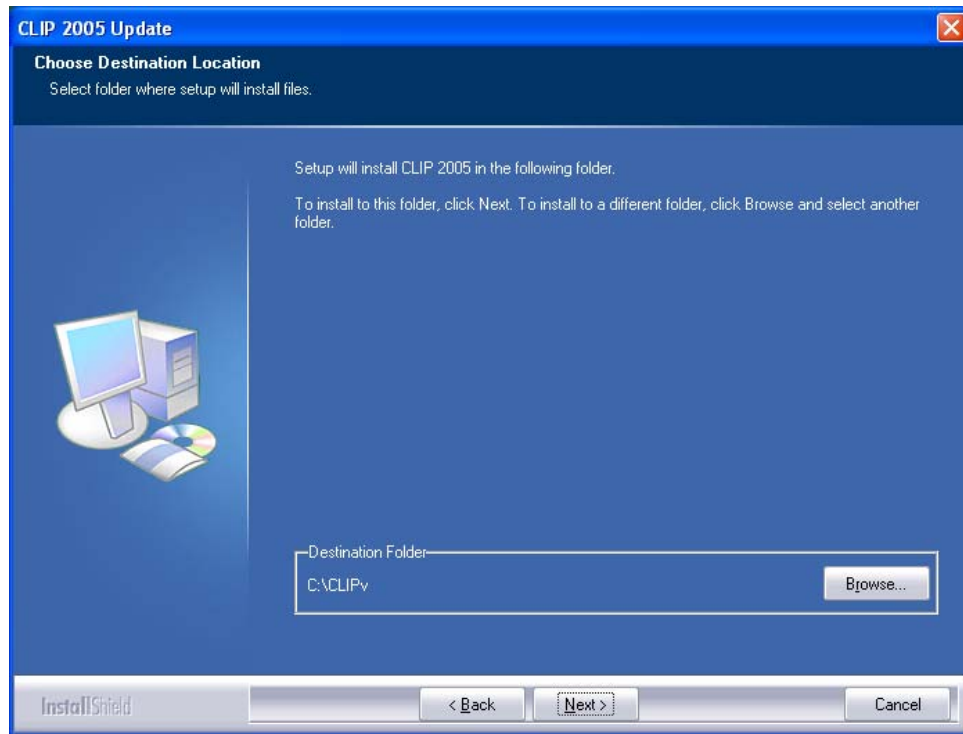 CLIP 2005 Update
Choose Destination Location
Select folder where setup will install files.
Setup will install CLIP 2005 in the following folder.
To install to this folder, click Next. To install to a different folder, click Browse and select another
folder.
Destination Folder
C:\CLIPv
Browse...
InstallShield
< Back
Next >
Cancel